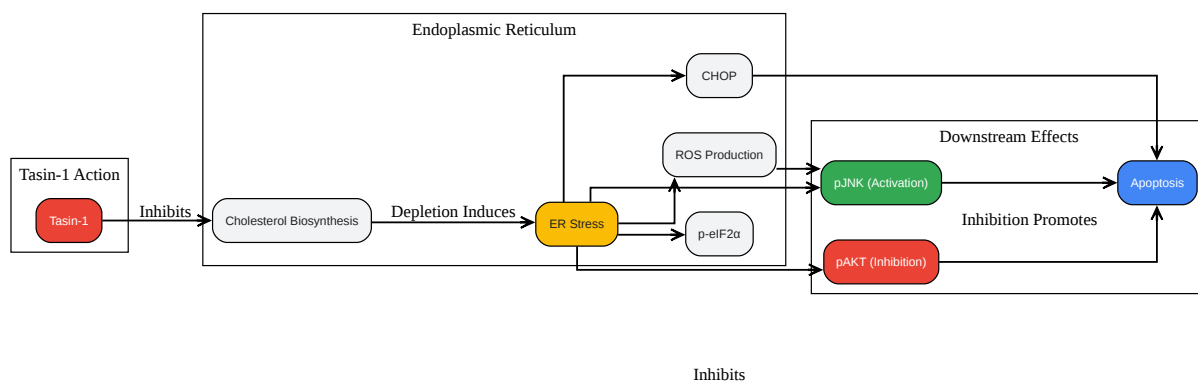 Endoplasmic Reticulum
CHOP
Downstream Effects
ROS Production
Tasin-1 Action
pJNK (Activation)
Apoptosis
Tasin-1
Inhibits
Cholesterol Biosynthesis
Depletion Induces
ER Stress
Inhibition Promotes
p-eIF2α
pAKT (Inhibition)
Inhibits